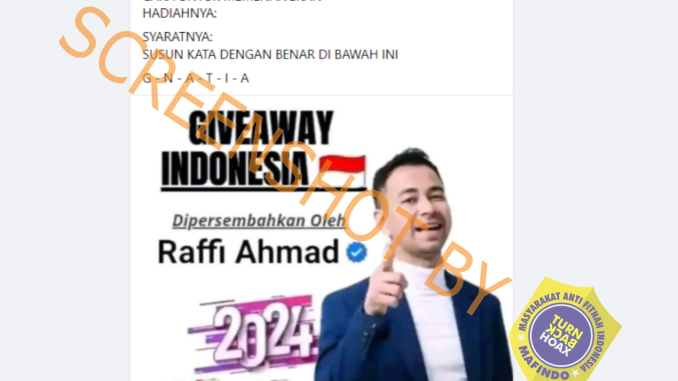 HADIAHNYA:
SYARATNYA:
SUSUN KATA DENGAN BENAR DI BAWAH INI
G - N - A - T - I - A
GIVEAWAY
INDONESIA
Dipersembahkan Oleh
Raffi Ahmad
2024
SCREENSHOT BY
MASYARAKAT ANTI FITNAH INDONESIA
TURN
BACK
HOAX
MAFINDO